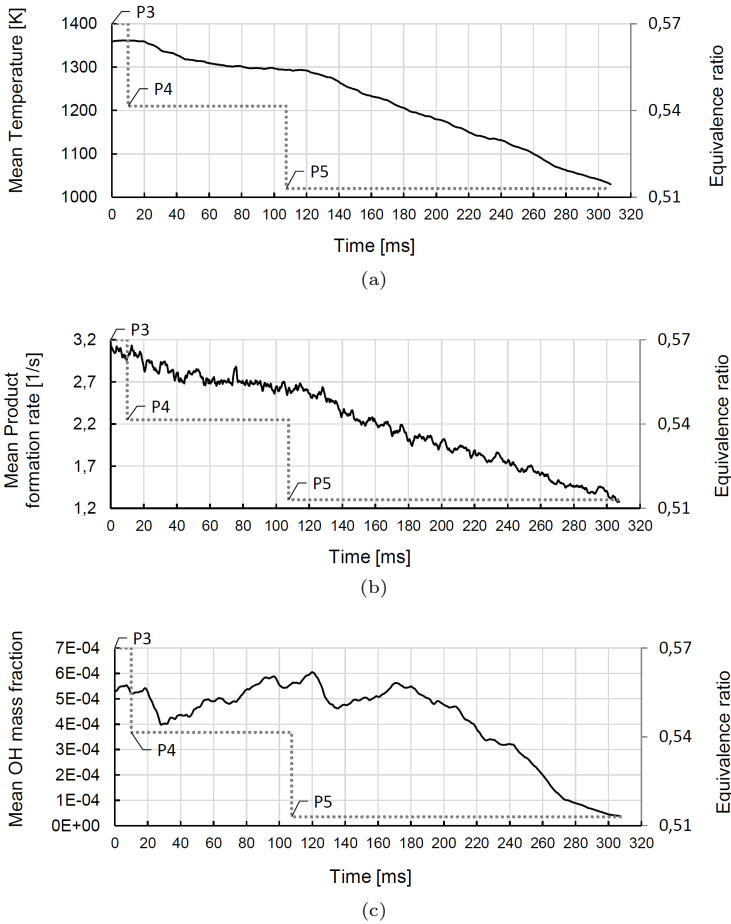 1400
1300
1200
1100
1000
Mean Temperature [K]
P3
P4
P5
0,57
0,54
0,51
Equivalence ratio
0 20 40 60 80 100 120 140 160 180 200 220 240 260 280 300 320
Time [ms]
(a)
3,2
2,7
2,2
1,7
1,2
Mean Product
formation rate [1/s]
P3
P4
P5
0,57
0,54
0,51
Equivalence ratio
0 20 40 60 80 100 120 140 160 180 200 220 240 260 280 300 320
Time [ms]
(b)
7E-04
6E-04
5E-04
4E-04
3E-04
2E-04
1E-04
0E+00
Mean OH mass fraction
P3
P4
P5
0,57
0,54
0,51
Equivalence ratio
0 20 40 60 80 100 120 140 160 180 200 220 240 260 280 300 320
Time [ms]
(c)